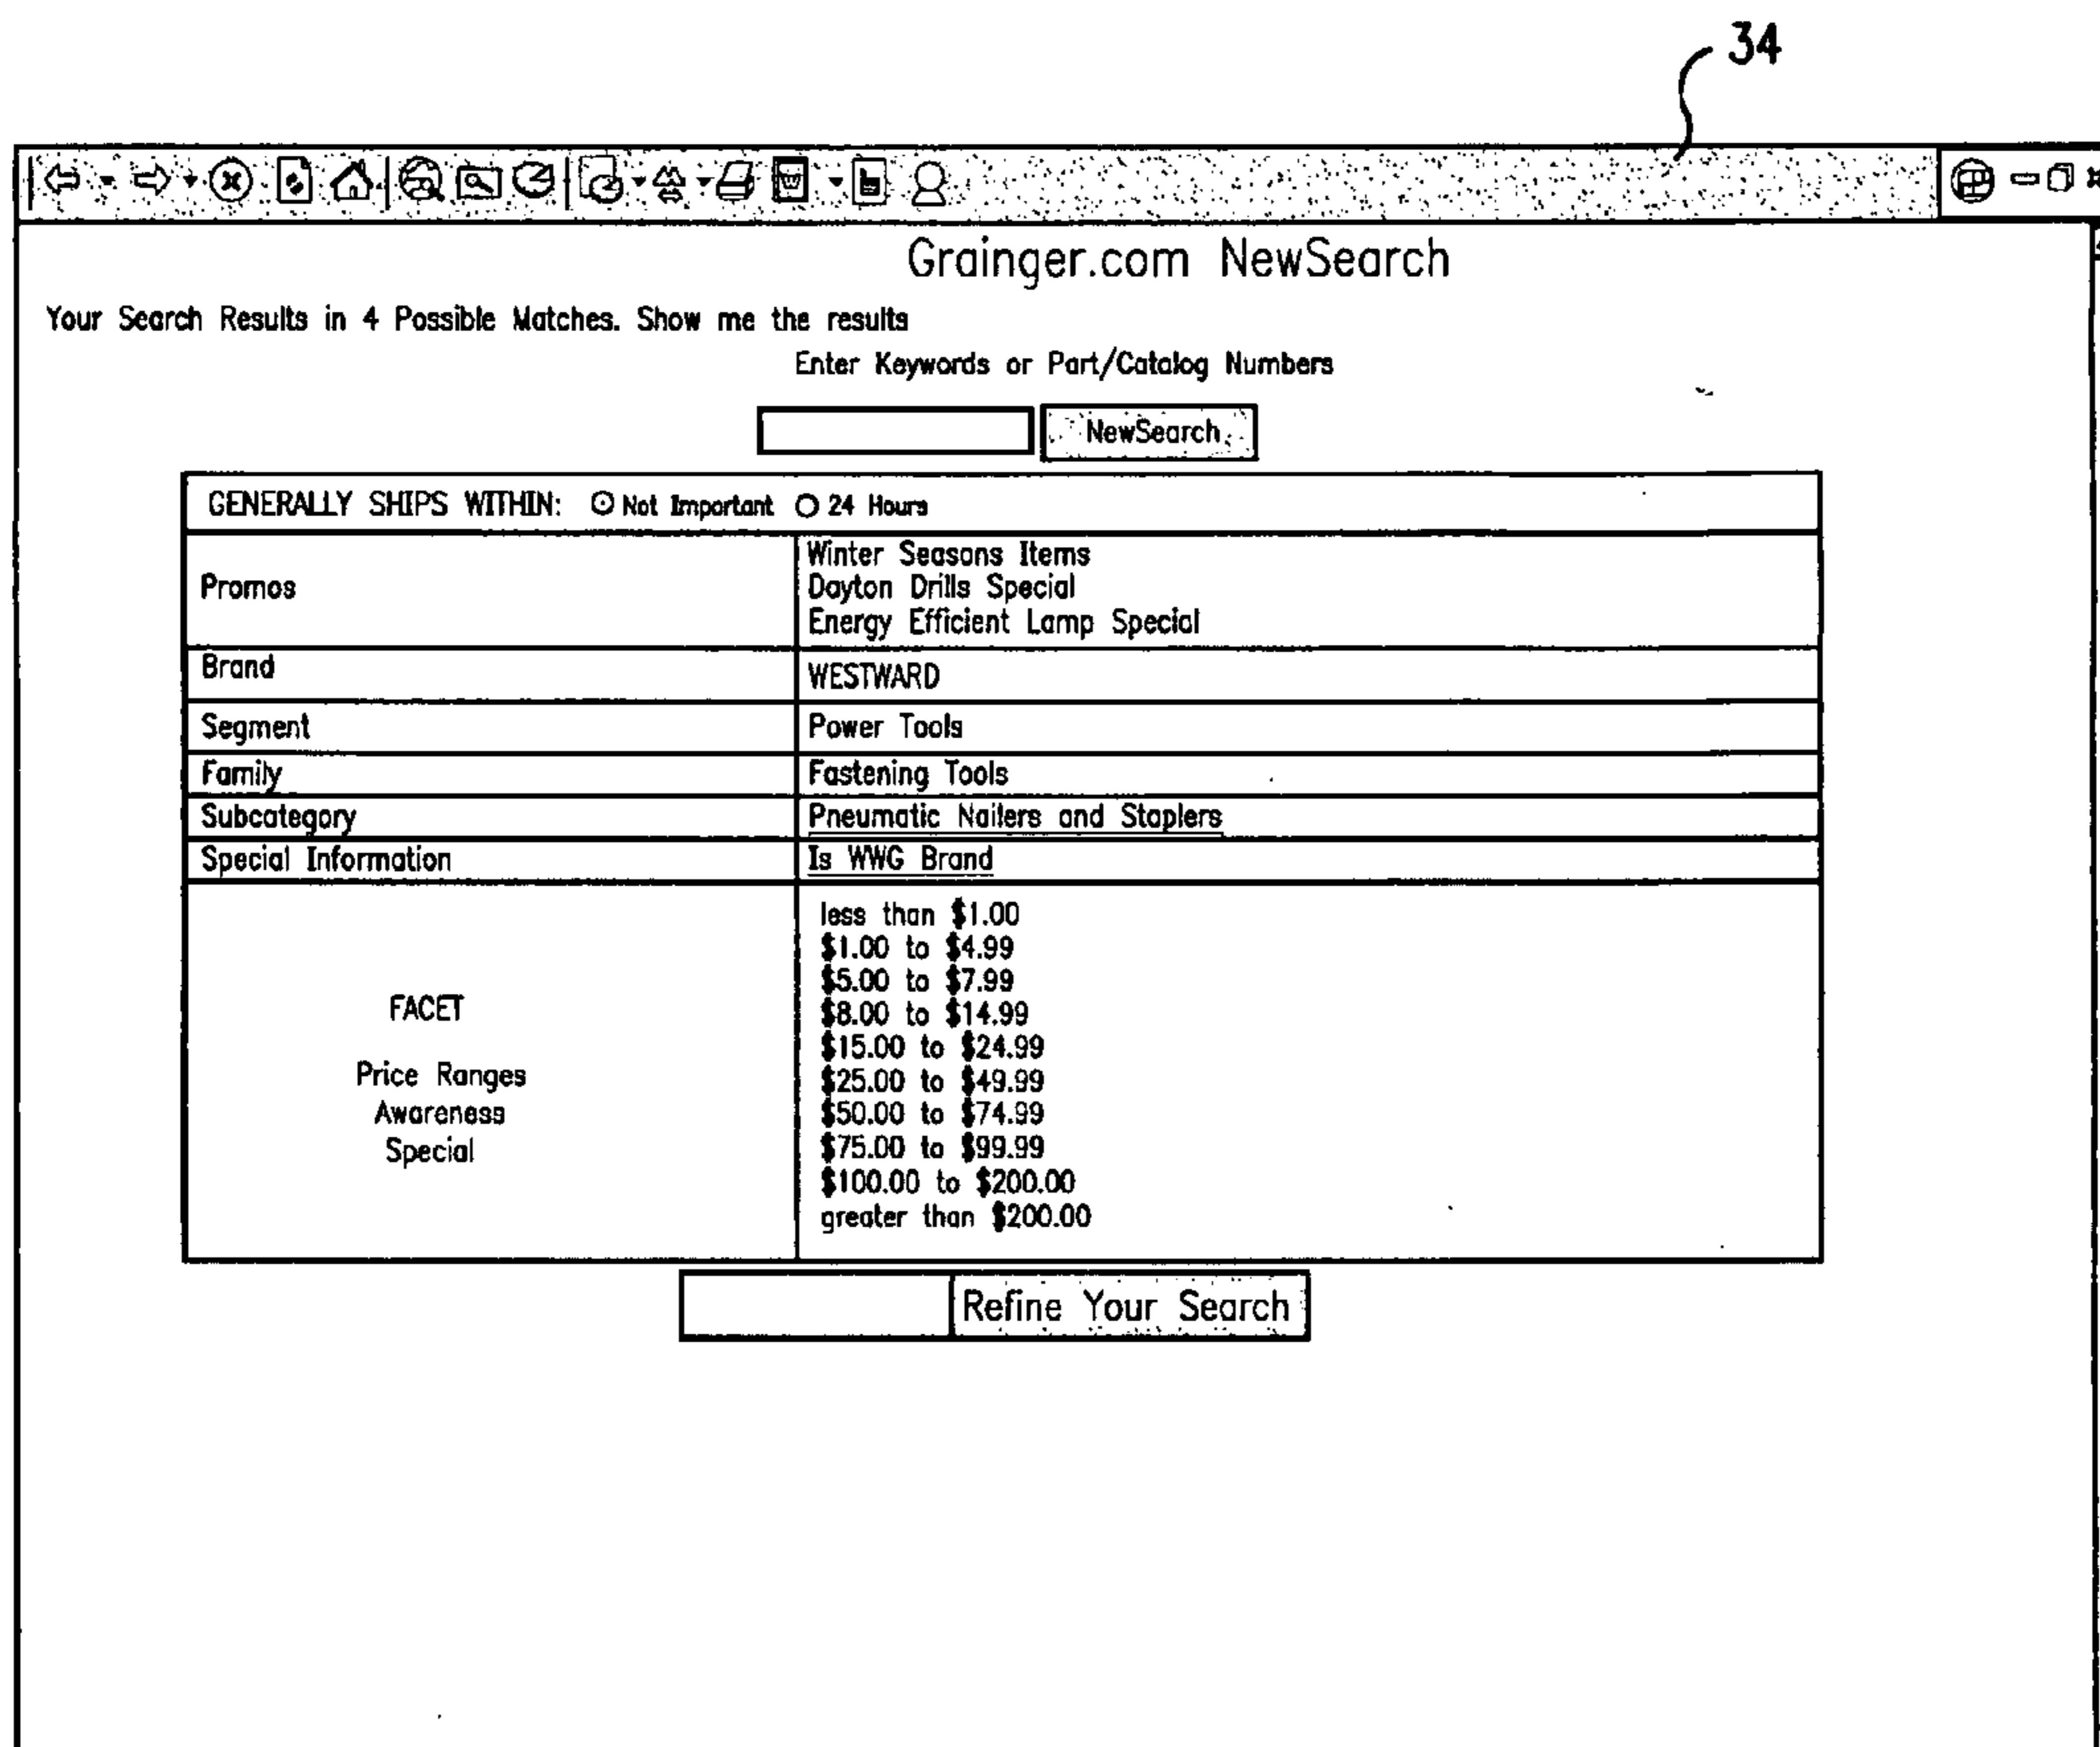 34
Grainger.com NewSearch
Your Search Results in 4 Possible Matches. Show me the results
Enter Keywords or Part/Catalog Numbers
NewSearch
GENERALLY SHIPS WITHIN: Not Important 24 Hours
Promos
Winter Seasons Items
Dayton Drills Special
Energy Efficient Lamp Special
Brand
WESTWARD
Segment
Power Tools
Family
Fastening Tools
Subcategory
Pneumatic Nailers and Staplers
Special Information
Is WWG Brand
FACET
Price Ranges
Awareness
Special
less than $1.00
$1.00 to $4.99
$5.00 to $7.99
$8.00 to $14.99
$15.00 to $24.99
$25.00 to $49.99
$50.00 to $74.99
$75.00 to $99.99
$100.00 to $200.00
greater than $200.00
Refine Your Search